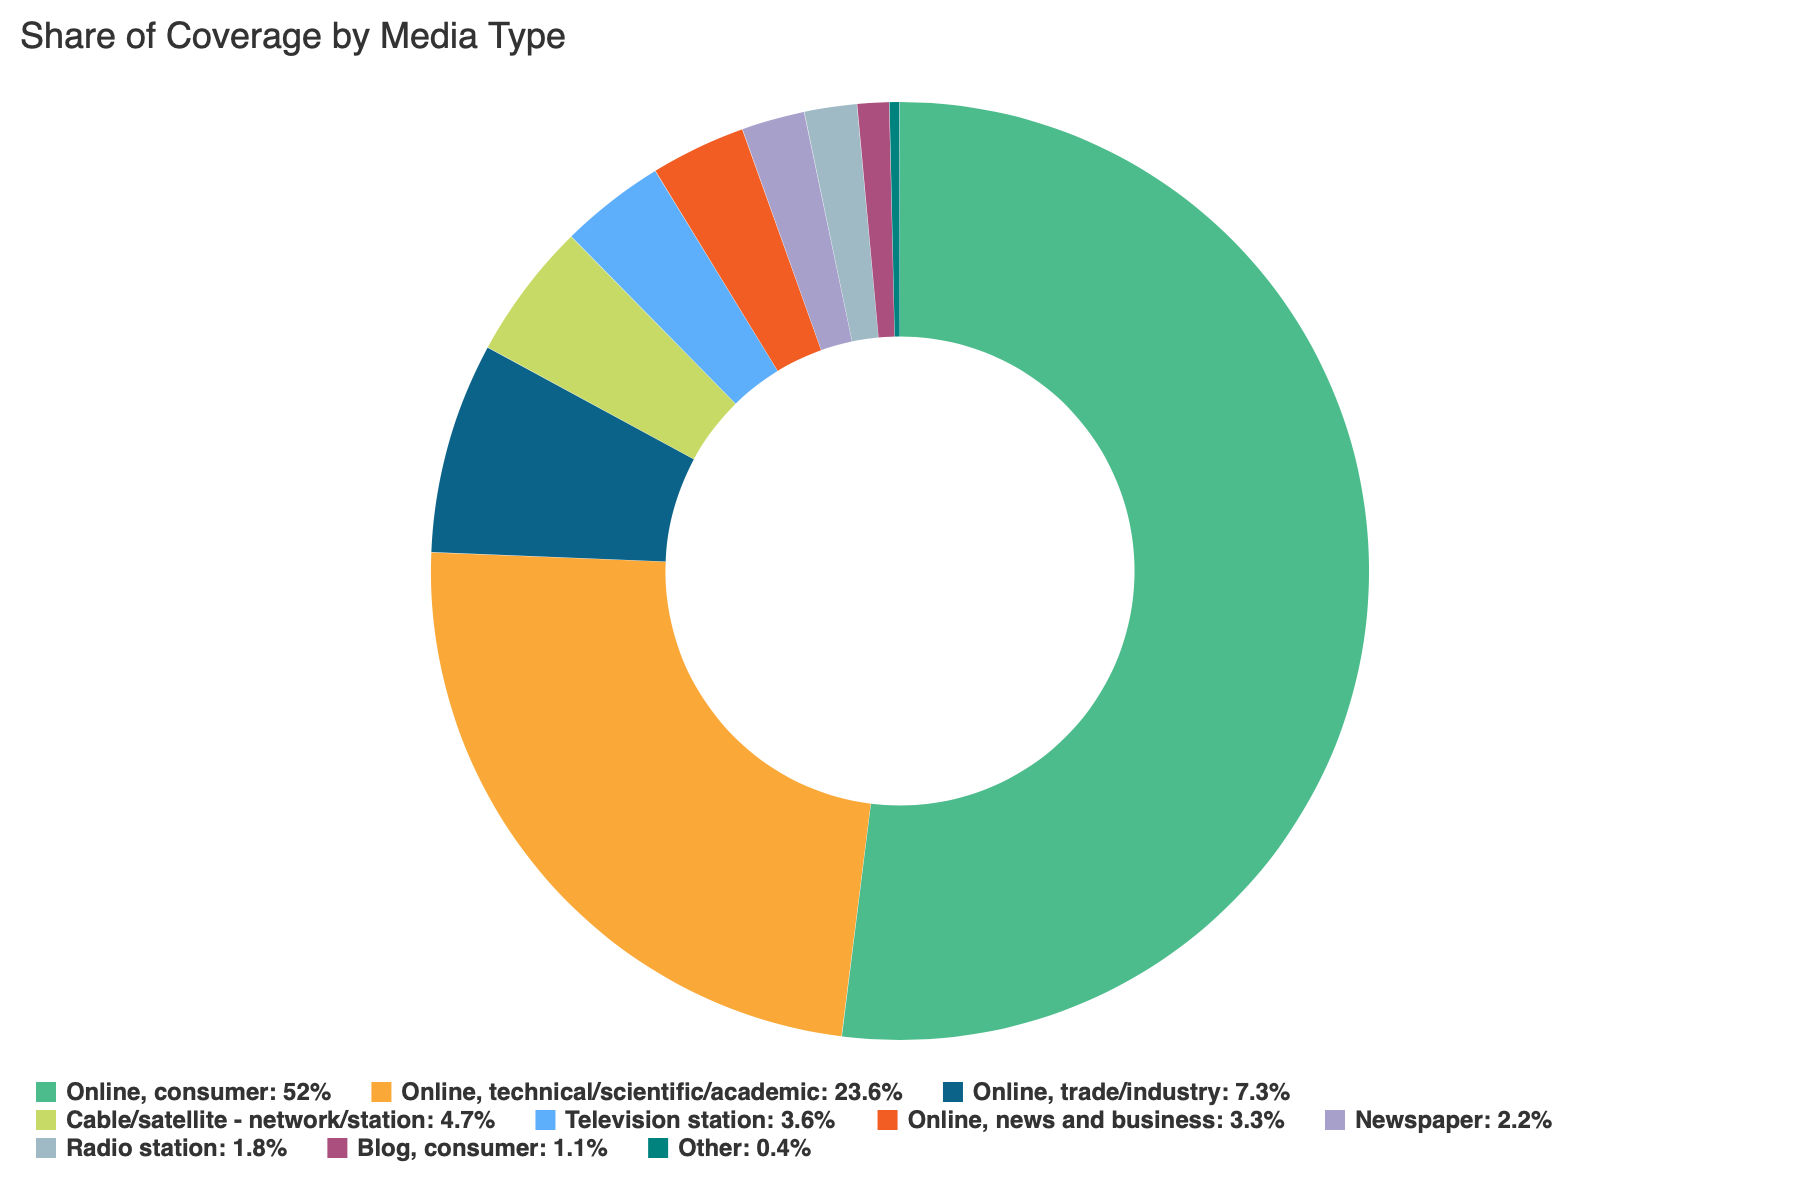 Share of Coverage by Media Type
Online, consumer: 52% Online, technical/scientific/academic: 23.6% Online, trade/industry: 7.3%
Cable/satellite - network/station: 4.7% Television station: 3.6% Online, news and business: 3.3% Newspaper: 2.2%
Radio station: 1.8% Blog, consumer: 1.1% Other: 0.4%